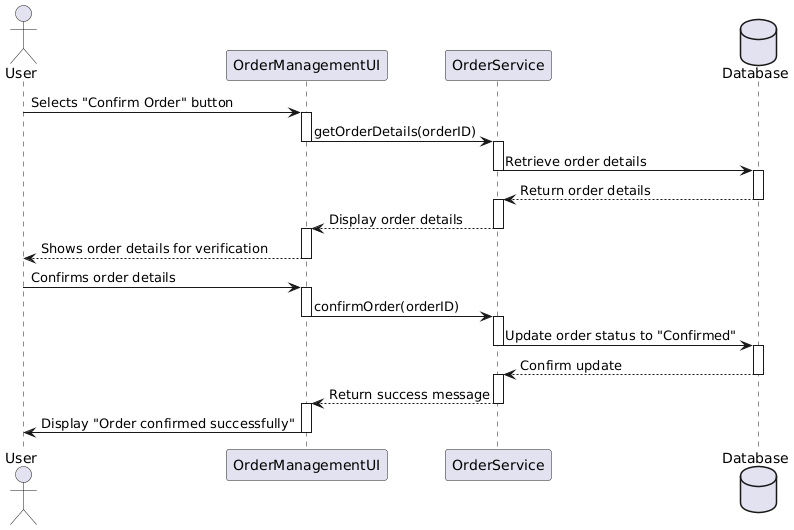 User
OrderManagementUI
OrderService
Database
Selects "Confirm Order" button
getOrderDetails(orderID)
Retrieve order details
Return order details
Display order details
Shows order details for verification
Confirms order details
confirmOrder(orderID)
Update order status to "Confirmed"
Confirm update
Return success message
Display "Order confirmed successfully"
User
OrderManagementUI
OrderService
Database